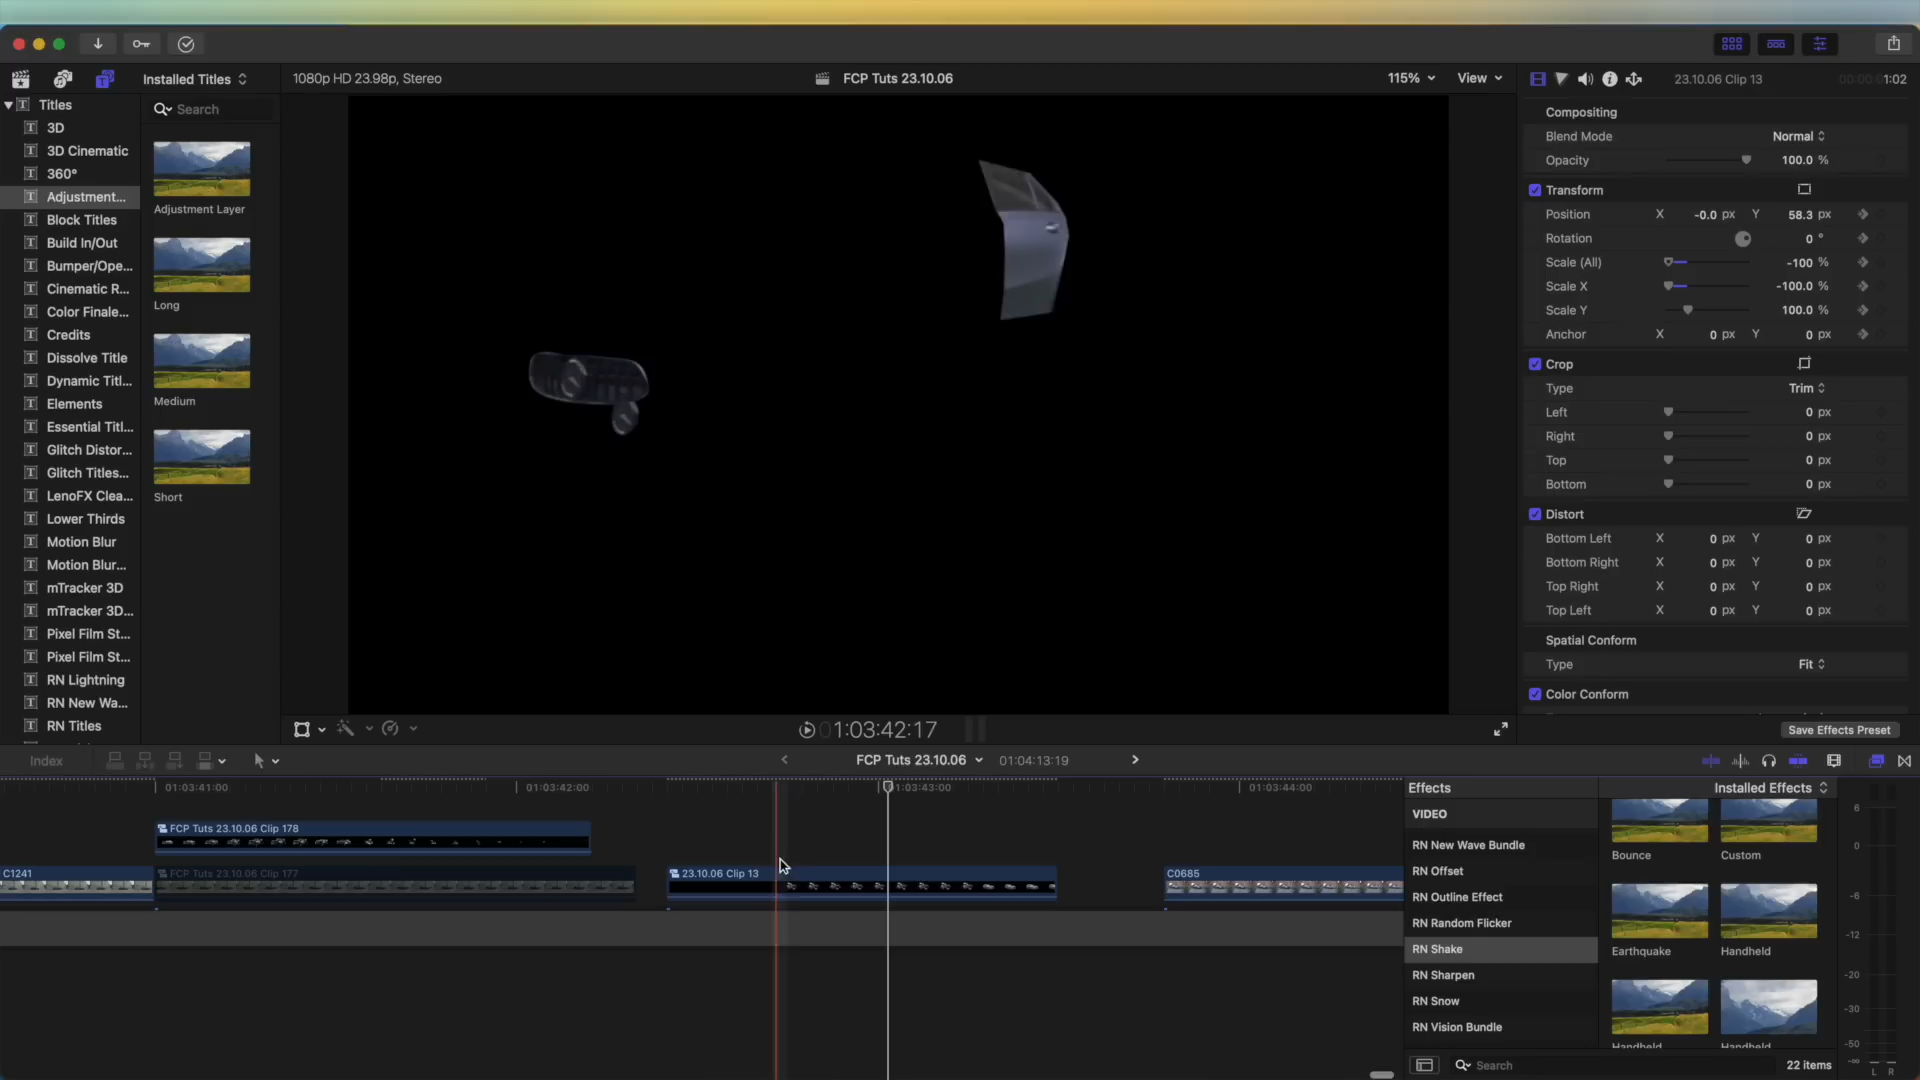 Installed Titles
1080p HD 23.98p, Stereo
FCP Tuts 23.10.06
115%
View
23.10.06 Clip 13
1:02
Titles
3D
3D Cinematic
360°
Adjustment...
Block Titles
Build In/Out
Bumper/Ope...
Cinematic R...
Color Finale...
Credits
Dissolve Title
Dynamic Titl...
Elements
Essential Titl...
Glitch Distor...
Glitch Titles...
LenoFX Clea...
Lower Thirds
Motion Blur
Motion Blur...
mTracker 3D
mTracker 3D...
Pixel Film St...
Pixel Film St...
RN Lightning
RN New Wa...
RN Titles
Search
Adjustment Layer
Long
Medium
Short
Compositing
Blend Mode Normal
Opacity 100.0 %
Transform
Position X -0.0 px Y 58.3 px
Rotation 0 °
Scale (All) -100 %
Scale X -100.0 %
Scale Y 100.0 %
Anchor X 0 px Y 0 px
Crop
Type Trim
Left 0 px
Right 0 px
Top 0 px
Bottom 0 px
Distort
Bottom Left X 0 px Y 0 px
Bottom Right X 0 px Y 0 px
Top Right X 0 px Y 0 px
Top Left X 0 px Y 0 px
Spatial Conform
Type Fit
Color Conform
Save Effects Preset
01:03:42:17
Index
FCP Tuts 23.10.06
01:04:13:19
01:03:41:00
01:03:42:00
01:03:43:00
01:03:44:00
FCP Tuts 23.10.06 Clip 178
C1241
FCP Tuts 23.10.06 Clip 177
23.10.06 Clip 13
C0685
Effects
Installed Effects
VIDEO
RN New Wave Bundle
RN Offset
RN Outline Effect
RN Random Flicker
RN Shake
RN Sharpen
RN Snow
RN Vision Bundle
Bounce
Custom
Earthquake
Handheld
Handheld
Handheld
Search
22 items
6
0
-6
-12
-20
-30
-50
-∞
L R